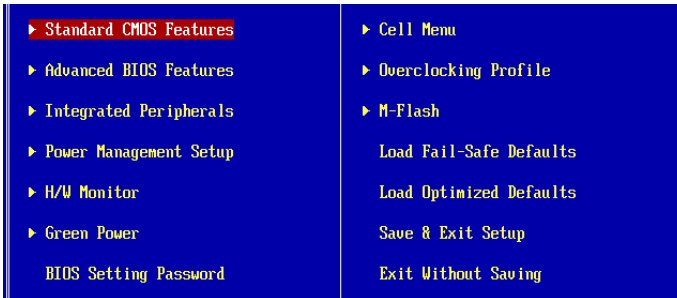 Standard CMOS Features
Advanced BIOS Features
Integrated Peripherals
Power Management Setup
H/W Monitor
Green Power
BIOS Setting Password
Cell Menu
Overclocking Profile
M-Flash
Load Fail-Safe Defaults
Load Optimized Defaults
Save & Exit Setup
Exit Without Saving